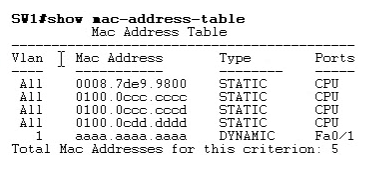 SW1#show mac-address-table
Mac Address Table
-------------------------------------------
Vlan Mac Address Type Ports
---- ----------- -------- -----
All 0008.7de9.9800 STATIC CPU
All 0100.0ccc.cccc STATIC CPU
All 0100.0ccc.cccd STATIC CPU
All 0100.0cdd.dddd STATIC CPU
1 aaaa.aaaa.aaaa DYNAMIC Fa0/1
Total Mac Addresses for this criterion: 5